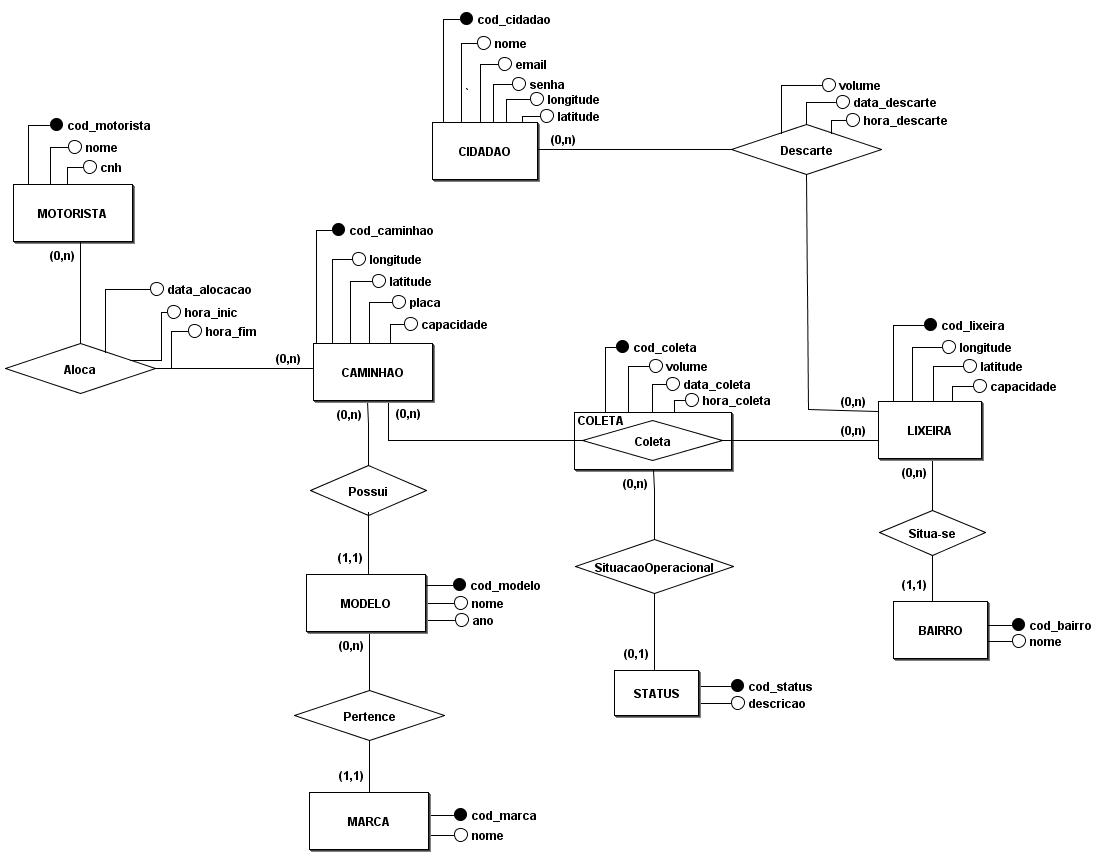 cod_cidadao
nome
email
senha
longitude
latitude
CIDADAO
(0,n)
volume
data_descarte
hora_descarte
Descarte
cod_motorista
nome
cnh
MOTORISTA
(0,n)
data_alocacao
hora_inic
hora_fim
Aloca
(0,n)
cod_caminhao
longitude
latitude
placa
capacidade
CAMINHAO
(0,n)
(0,n)
cod_coleta
volume
data_coleta
hora_coleta
COLETA
Coleta
(0,n)
cod_lixeira
longitude
latitude
capacidade
(0,n)
(0,n)
LIXEIRA
(0,n)
Possui
(1,1)
MODELO
cod_modelo
nome
ano
(0,n)
Pertence
(1,1)
MARCA
cod_marca
nome
SituacaoOperacional
(0,1)
STATUS
cod_status
descricao
Situa-se
(1,1)
BAIRRO
cod_bairro
nome